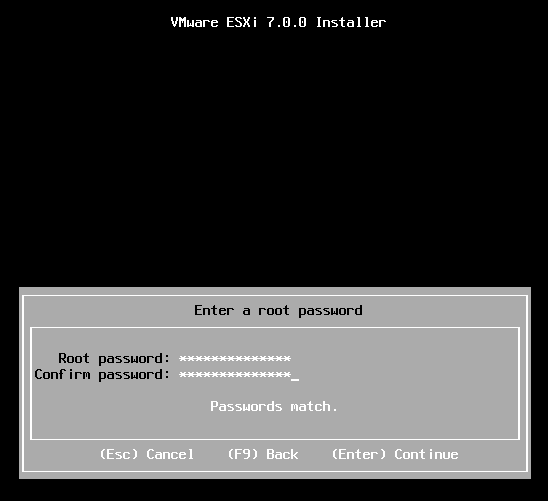 VMware ESXi 7.0.0 Installer
Enter a root password
Root password: **************
Confirm password: **************_
Passwords match.
(Esc) Cancel (F9) Back (Enter) Continue